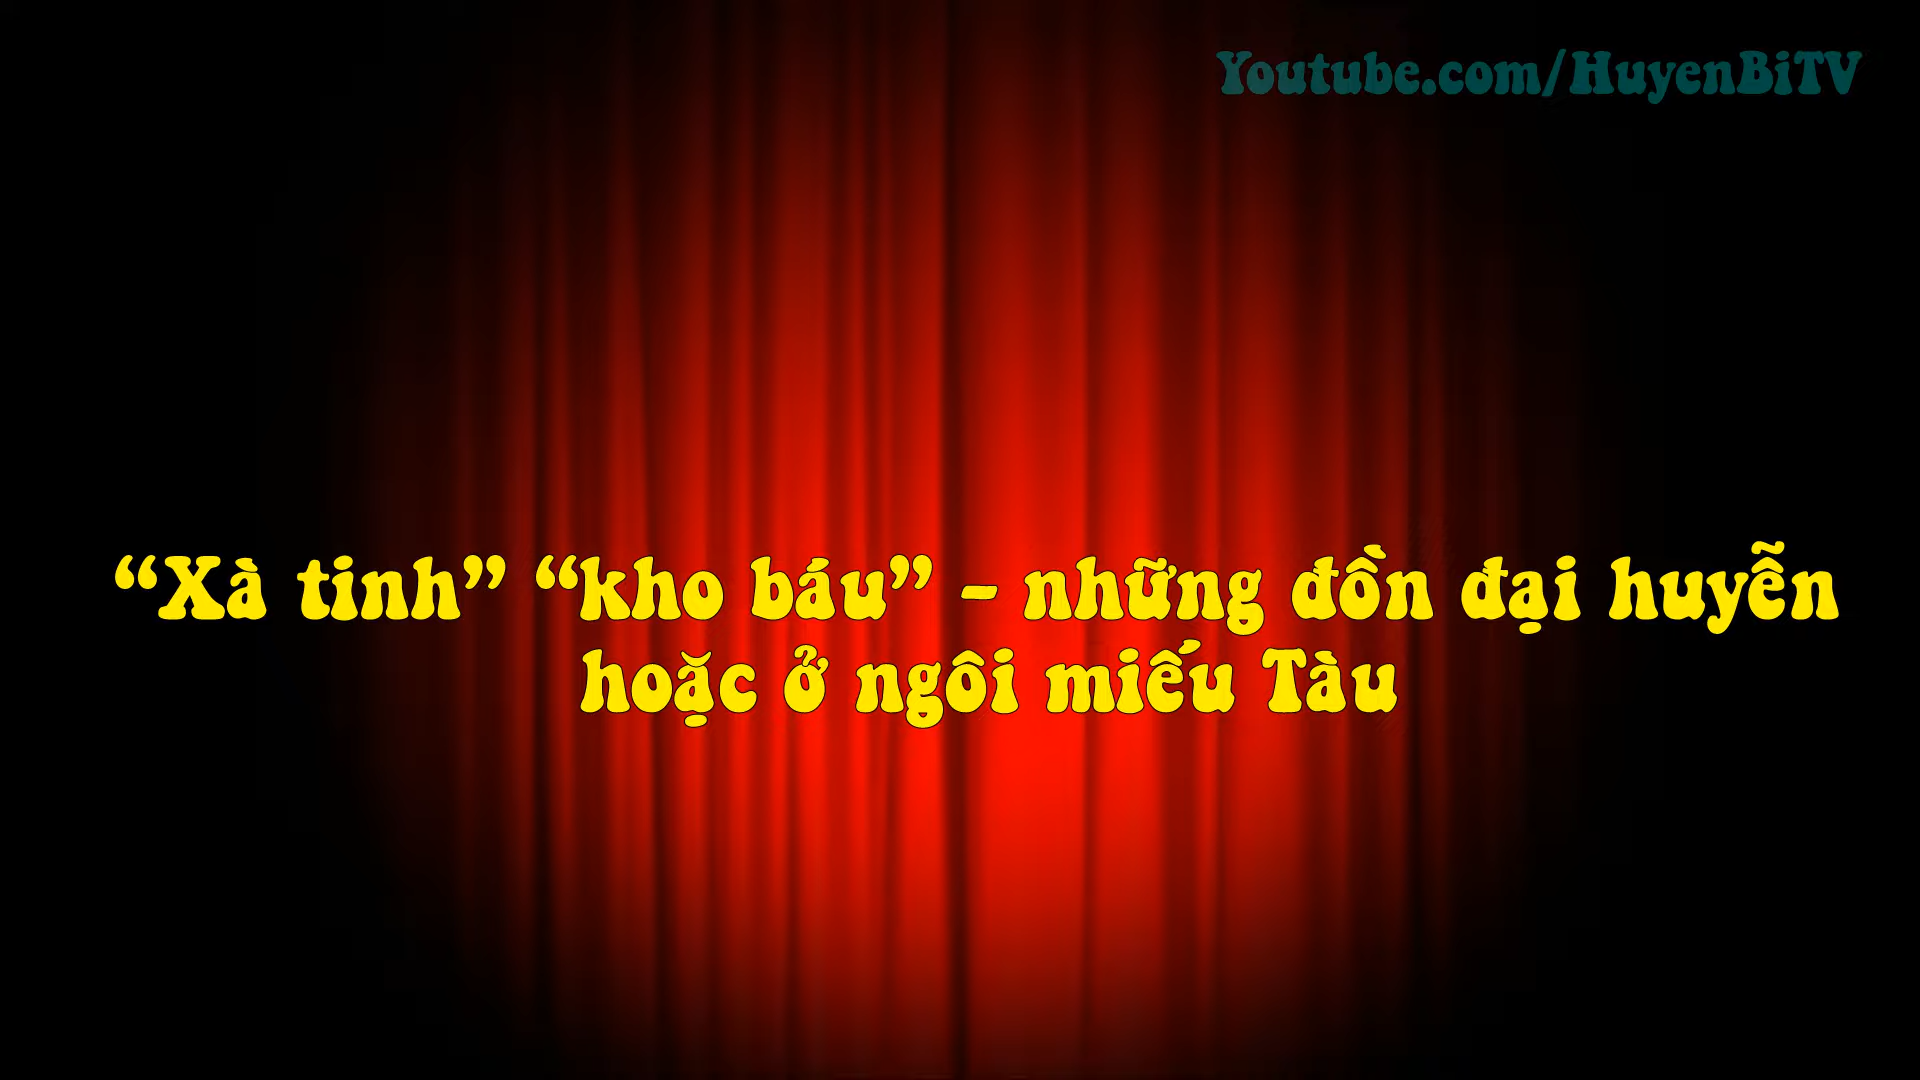 Youtube.com/HuyenBiTV
“Xà tinh” “kho báu” – những đồn đại huyễn
hoặc ở ngôi miếu Tàu